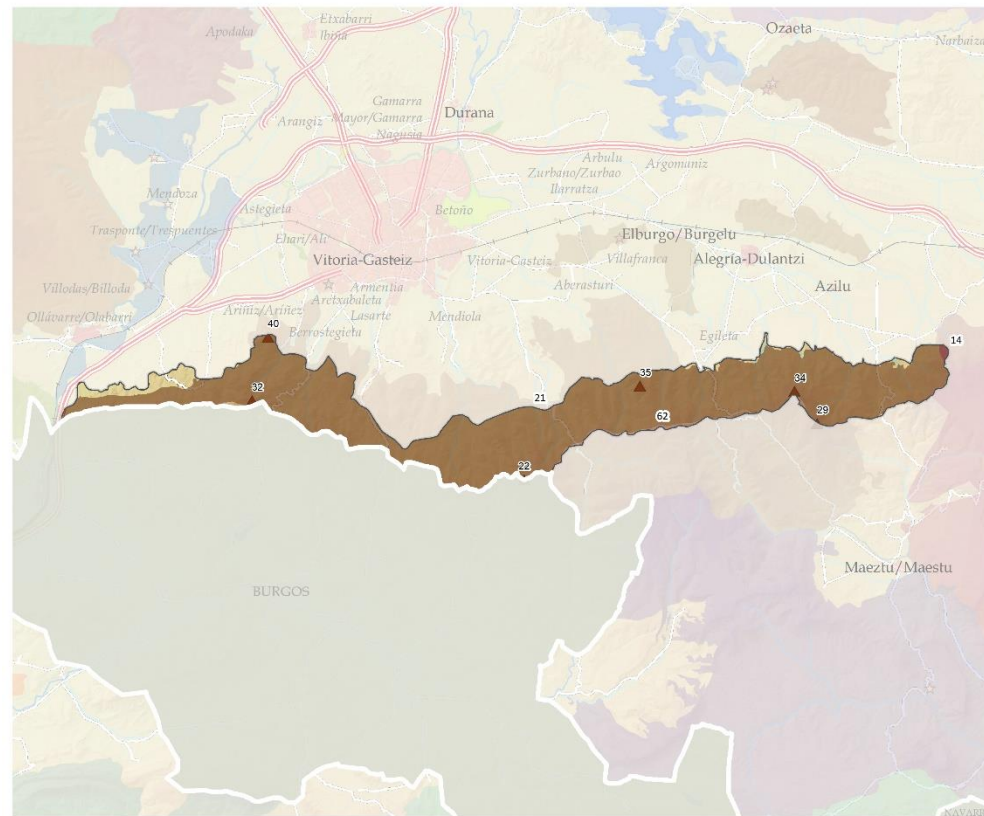 Etxabarri
Ibiña
Apodaka
Ozaeta
Narbaiza
Gamarra
Mayor/Gamarra
Nagusia
Durana
Arangiz
Arbulu
Argomaniz
Zurbano/Zurbao
Ilarratza
Mendoza
Astegieta
Betoño
Trasponte/Trespuentes
Ehari/Ali
Elburgo/Burgelu
Vitoria-Gasteiz
Vitoria-Gasteiz
Villafranca
Alegría-Dulantzi
Villodas/Billoda
Armentia
Aberasturi
Azilu
Aretxabaleta
Lasarte
Mendiola
Ollávarre/Olabarri
Ariñiz/Aríñez
Berrostegieta
Egileta
40
14
35
34
32
21
62
29
22
Maeztu/Maestu
BURGOS